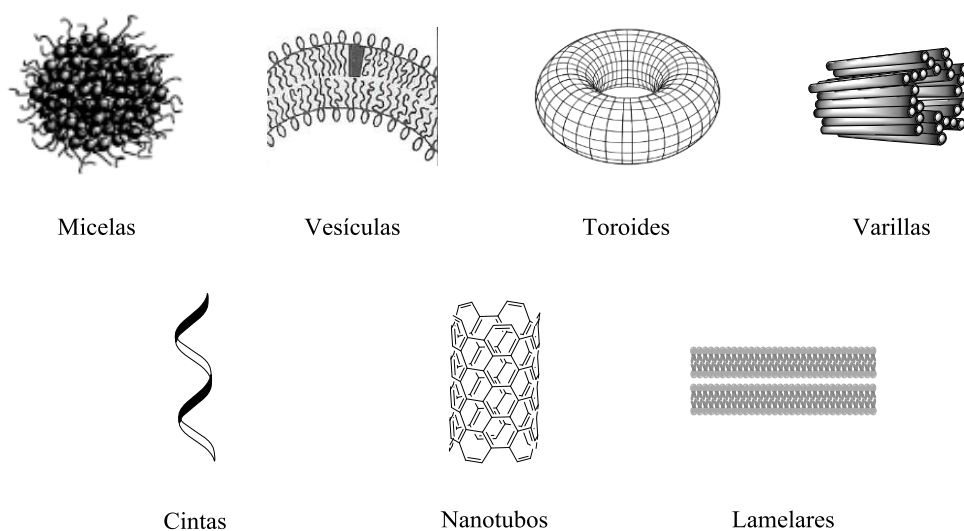 Micelas
Vesículas
Toroides
Varillas
Cintas
Nanotubos
Lamelares